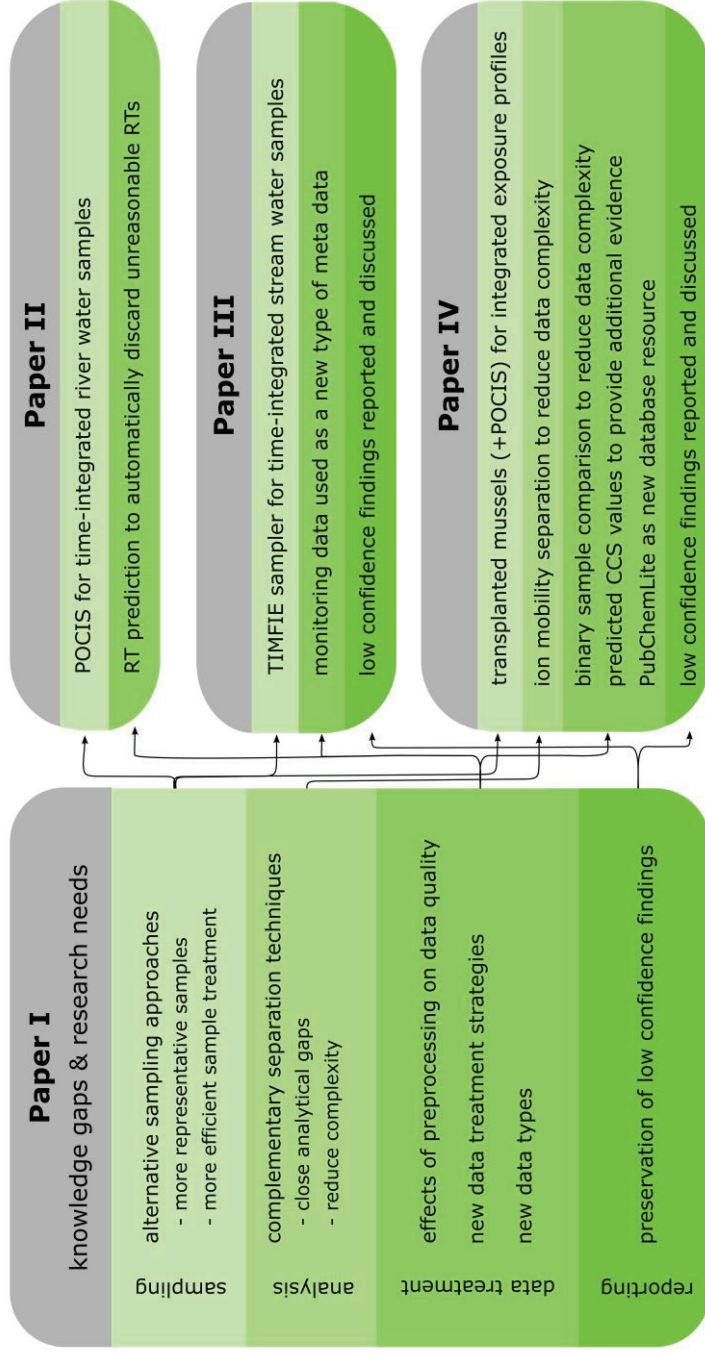 Paper I
knowledge gaps & research needs
sampling
alternative sampling approaches
- more representative samples
- more efficient sample treatment
analysis
complementary separation techniques
- close analytical gaps
- reduce complexity
data treatment
effects of preprocessing on data quality
new data treatment strategies
new data types
reporting
preservation of low confidence findings
Paper II
POCIS for time-integrated river water samples
RT prediction to automatically discard unreasonable RTs
Paper III
TIMFIE sampler for time-integrated stream water samples
monitoring data used as a new type of meta data
low confidence findings reported and discussed
Paper IV
transplanted mussels (+POCIS) for integrated exposure profiles
ion mobility separation to reduce data complexity
binary sample comparison to reduce data complexity
predicted CCS values to provide additional evidence
PubChemLite as new database resource
low confidence findings reported and discussed